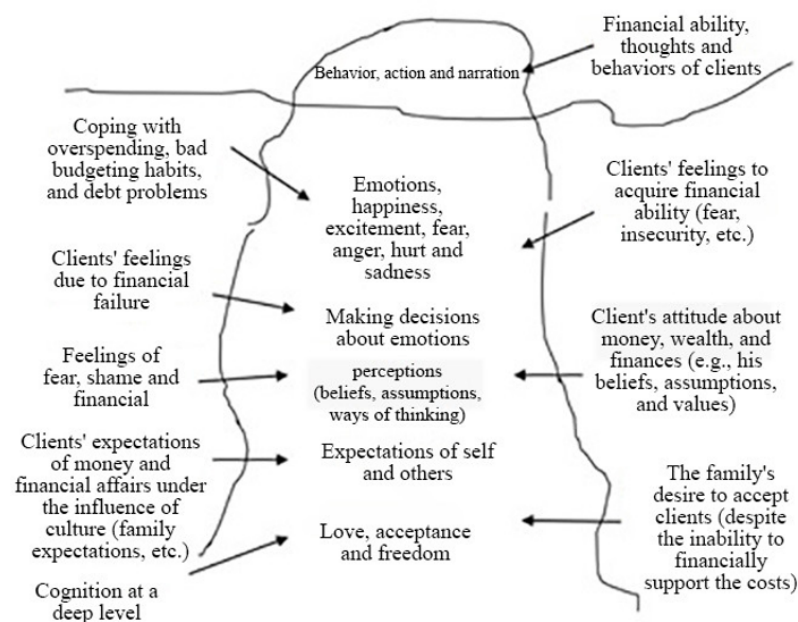 Financial ability,
thoughts and
behaviors of clients
Behavior, action and narration
Coping with
overspending, bad
budgeting habits,
and debt problems
Emotions,
happiness,
excitement, fear,
anger, hurt and
sadness
Clients' feelings to
acquire financial
ability (fear,
insecurity, etc.)
Clients' feelings
due to financial
failure
Making decisions
about emotions
Client's attitude about
money, wealth, and
finances (e.g., his
beliefs, assumptions,
and values)
Feelings of
fear, shame and
financial
perceptions
(beliefs, assumptions,
ways of thinking)
Clients' expectations
of money and
financial affairs under
the influence of
culture (family
expectations, etc.)
Expectations of self
and others
The family's
desire to accept
clients (despite
the inability to
financially
support the costs)
Love, acceptance
and freedom
Cognition at a
deep level